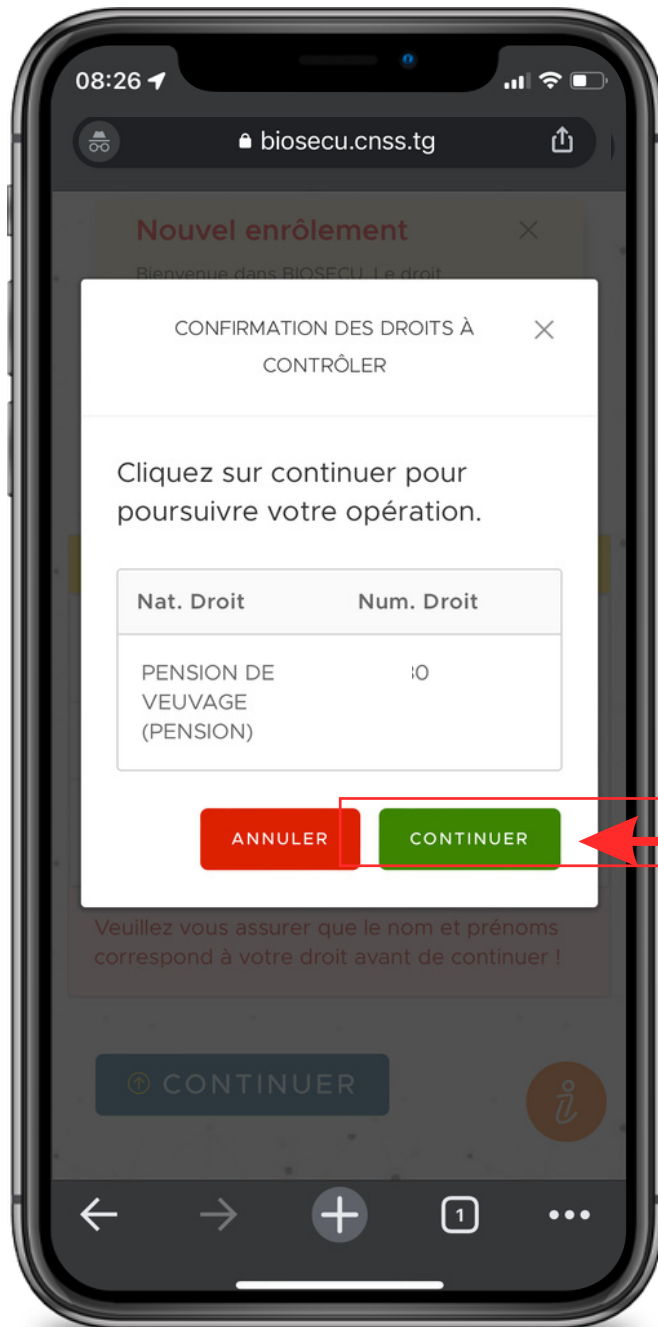 08:26
biosecu.cnss.tg
Nouvel enrôlement
Bienvenue dans BIOSECU. Le droit
CONFIRMATION DES DROITS À
CONTRÔLER
Cliquez sur continuer pour
poursuivre votre opération.
Nat. Droit Num. Droit
PENSION DE
VEUVAGE
(PENSION)
ANNULER CONTINUER
Veuillez vous assurer que le nom et prénoms
correspond à votre droit avant de continuer !
CONTINUER
i
1